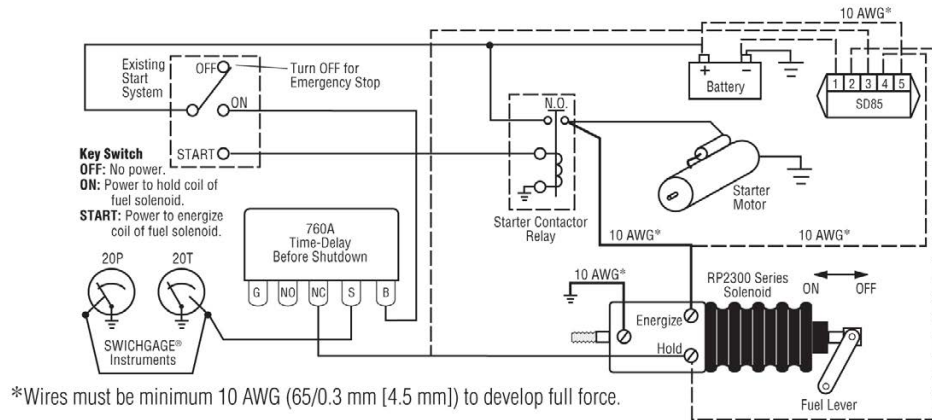 10 AWG*
Existing
Start
System
OFF
Turn OFF for
Emergency Stop
ON
START
N.O.
+ −
Battery
1 2 3 4 5
SD85
Key Switch
OFF: No power.
ON: Power to hold coil of
fuel solenoid.
START: Power to energize
coil of fuel solenoid.
Starter Contactor
Relay
Starter
Motor
760A
Time-Delay
Before Shutdown
G NO NC S B
20P
20T
SWICHGAGE®
Instruments
10 AWG*
10 AWG*
10 AWG*
RP2300 Series
Solenoid
ON
OFF
Energize
Hold
Fuel Lever
*Wires must be minimum 10 AWG (65/0.3 mm [4.5 mm]) to develop full force.